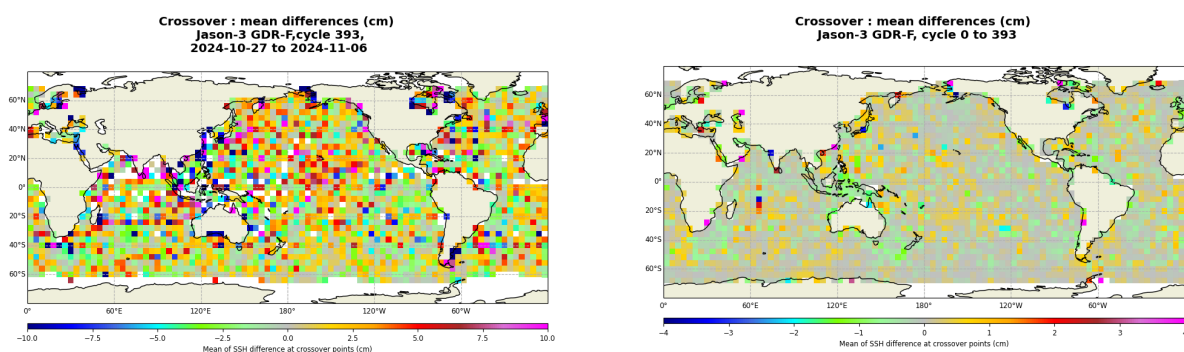 Crossover : mean differences (cm)
Jason-3 GDR-F,cycle 393,
2024-10-27 to 2024-11-06
60°N
40°N
20°N
0°
20°S
40°S
60°S
0°
60°E
120°E
180°W
120°W
60°W
0°
−10.0
−7.5
−5.0
−2.5
0.0
2.5
5.0
7.5
10.0
Mean of SSH difference at crossover points (cm)
Crossover : mean differences (cm)
Jason-3 GDR-F, cycle 0 to 393
60°N
40°N
20°N
0°
20°S
40°S
60°S
0°
60°E
120°E
180°W
120°W
60°W
−4
−3
−2
−1
0
1
2
3
Mean of SSH difference at crossover points (cm)